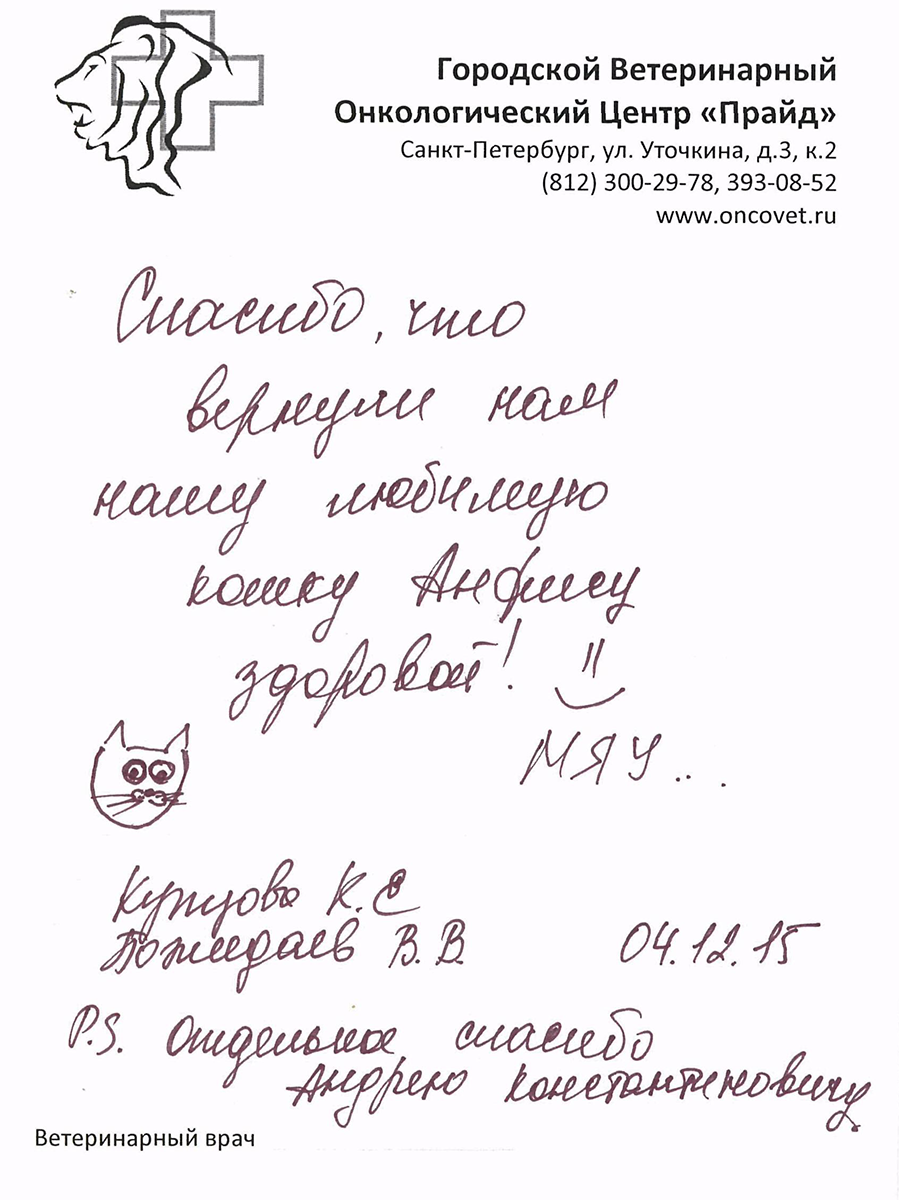 Городской Ветеринарный
Онкологический Центр «Прайд»
Санкт-Петербург, ул. Уточкина, д.3, к.2
(812) 300-29-78, 393-08-52
www.oncovet.ru
Спасибо, что
вернули нам
нашу любимую
кошку Анфису
здоровой! =)
МЯУ...
Купцова К.С
Пожидаев В.В.
04.12.15
P.S. Отдельное спасибо
Андрею Константиновичу
Ветеринарный врач